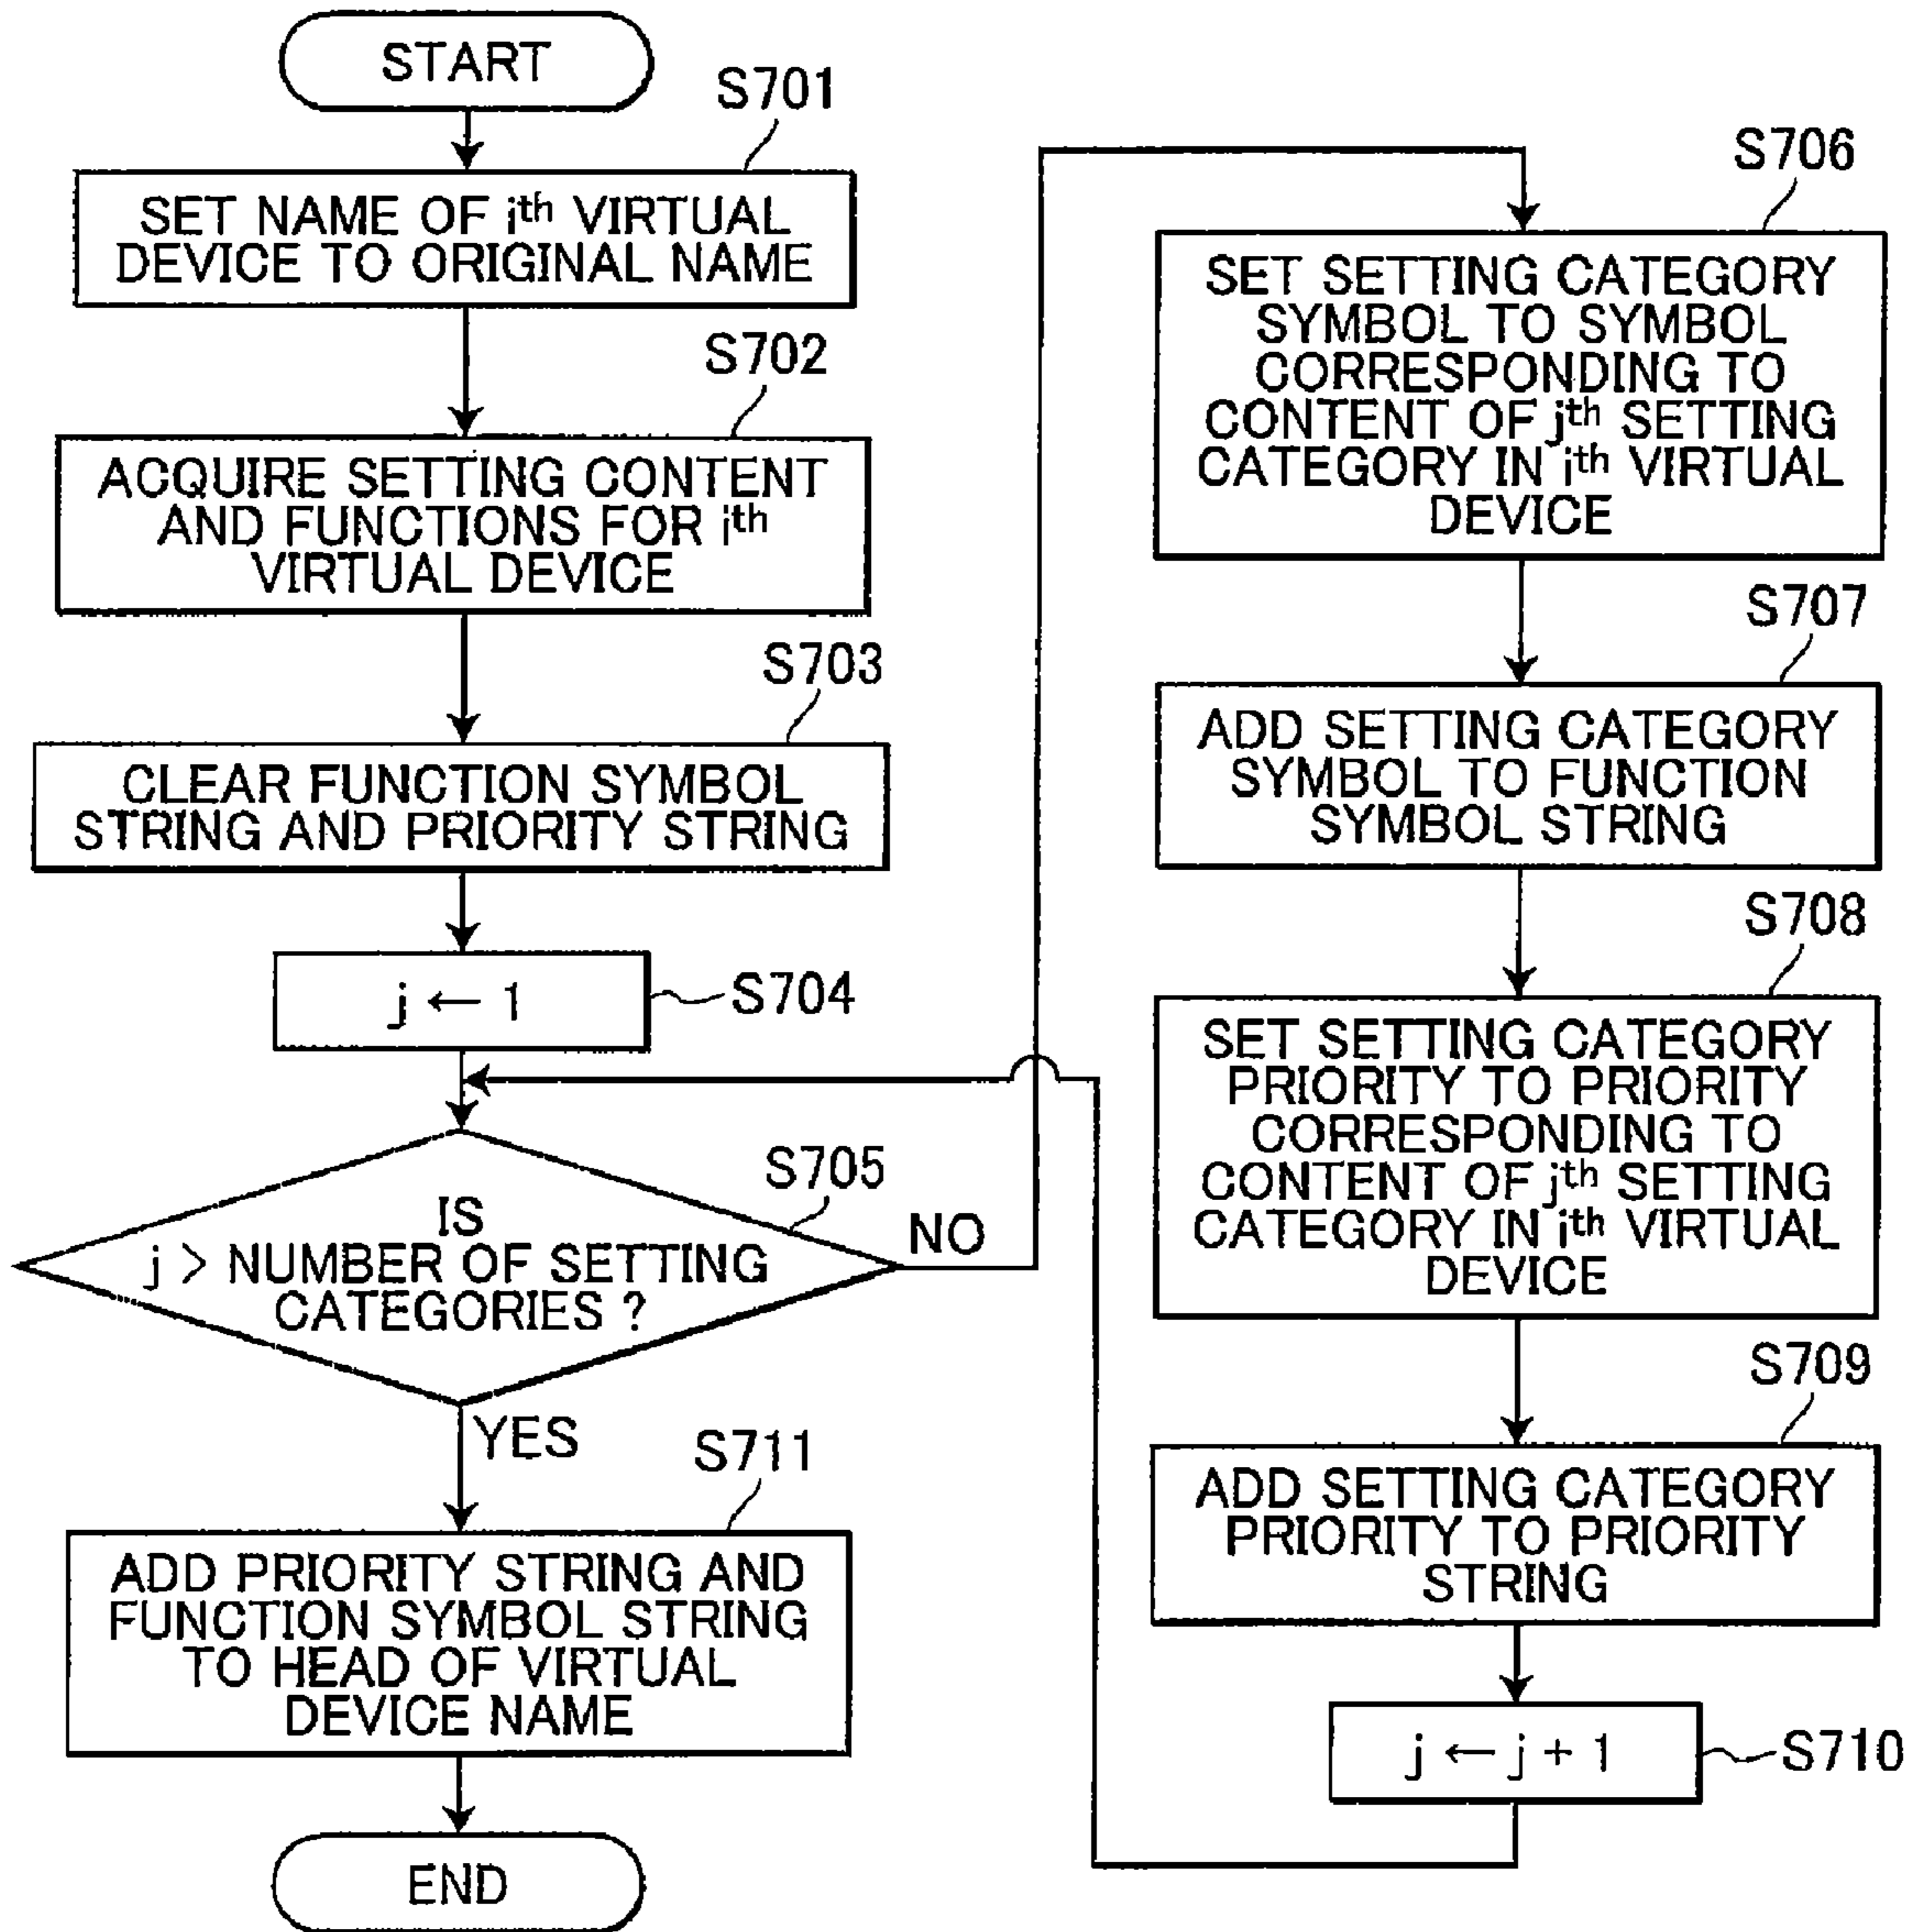 START
S701
SET NAME OF ith VIRTUAL
DEVICE TO ORIGINAL NAME
S702
ACQUIRE SETTING CONTENT
AND FUNCTIONS FOR ith
VIRTUAL DEVICE
S703
CLEAR FUNCTION SYMBOL
STRING AND PRIORITY STRING
j ← 1
S704
S705
IS
j > NUMBER OF SETTING
CATEGORIES ?
NO
YES
S711
ADD PRIORITY STRING AND
FUNCTION SYMBOL STRING
TO HEAD OF VIRTUAL
DEVICE NAME
END
S706
SET SETTING CATEGORY
SYMBOL TO SYMBOL
CORRESPONDING TO
CONTENT OF jth SETTING
CATEGORY IN ith VIRTUAL
DEVICE
S707
ADD SETTING CATEGORY
SYMBOL TO FUNCTION
SYMBOL STRING
S708
SET SETTING CATEGORY
PRIORITY TO PRIORITY
CORRESPONDING TO
CONTENT OF jth SETTING
CATEGORY IN ith VIRTUAL
DEVICE
S709
ADD SETTING CATEGORY
PRIORITY TO PRIORITY
STRING
j ← j + 1
S710